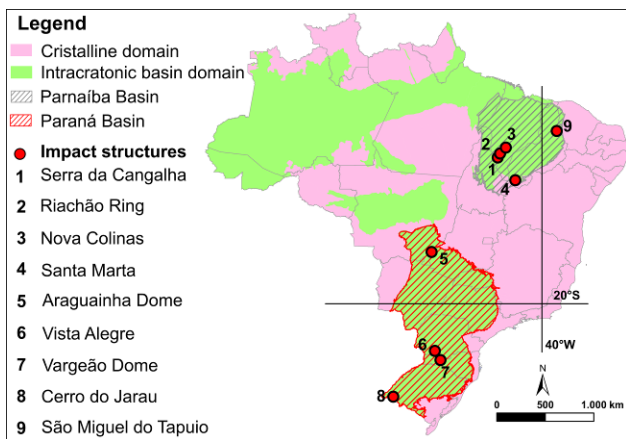 Legend
Cristalline domain
Intracratonic basin domain
Parnaíba Basin
Paraná Basin
Impact structures
1 Serra da Cangalha
2 Riachão Ring
3 Nova Colinas
4 Santa Marta
5 Araguainha Dome
6 Vista Alegre
7 Vargeão Dome
8 Cerro do Jarau
9 São Miguel do Tapuio
9
3
2
1
4
5
20°S
40°W
6
7
8
N
0 500 1.000 km